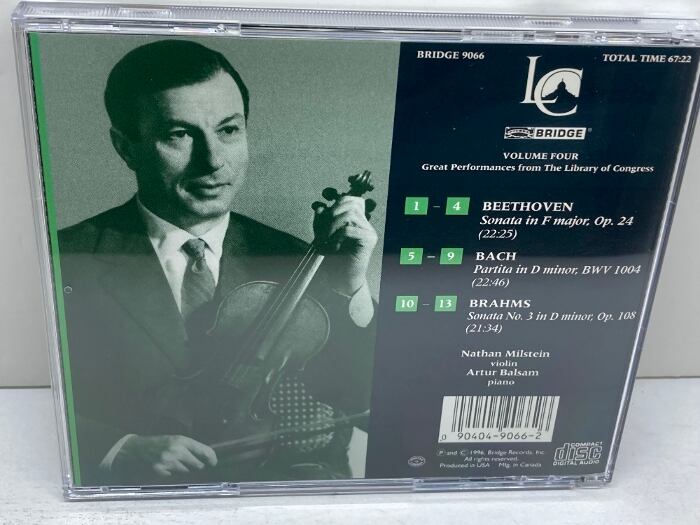 BRIDGE 9066
TOTAL TIME 67:22
LC
BRIDGE
VOLUME FOUR
Great Performances from The Library of Congress
1 - 4 BEETHOVEN
Sonata in F major, Op. 24
(22:25)
5 - 9 BACH
Partita in D minor, BWV 1004
(22:46)
10 - 13 BRAHMS
Sonata No. 3 in D minor, Op. 108
(21:34)
Nathan Milstein
violin
Artur Balsam
piano
0 90404-9066-2
COMPACT
disc
DIGITAL AUDIO
Ⓟ and © 1996, Bridge Records, Inc.
All rights reserved.
Produced in USA Mfg. in Canada